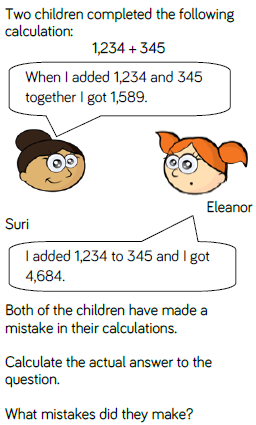 Two children completed the following
calculation:
1,234 + 345
When I added 1,234 and 345
together I got 1,589.
Eleanor
Suri
I added 1,234 to 345 and I got
4,684.
Both of the children have made a
mistake in their calculations.
Calculate the actual answer to the
question.
What mistakes did they make?